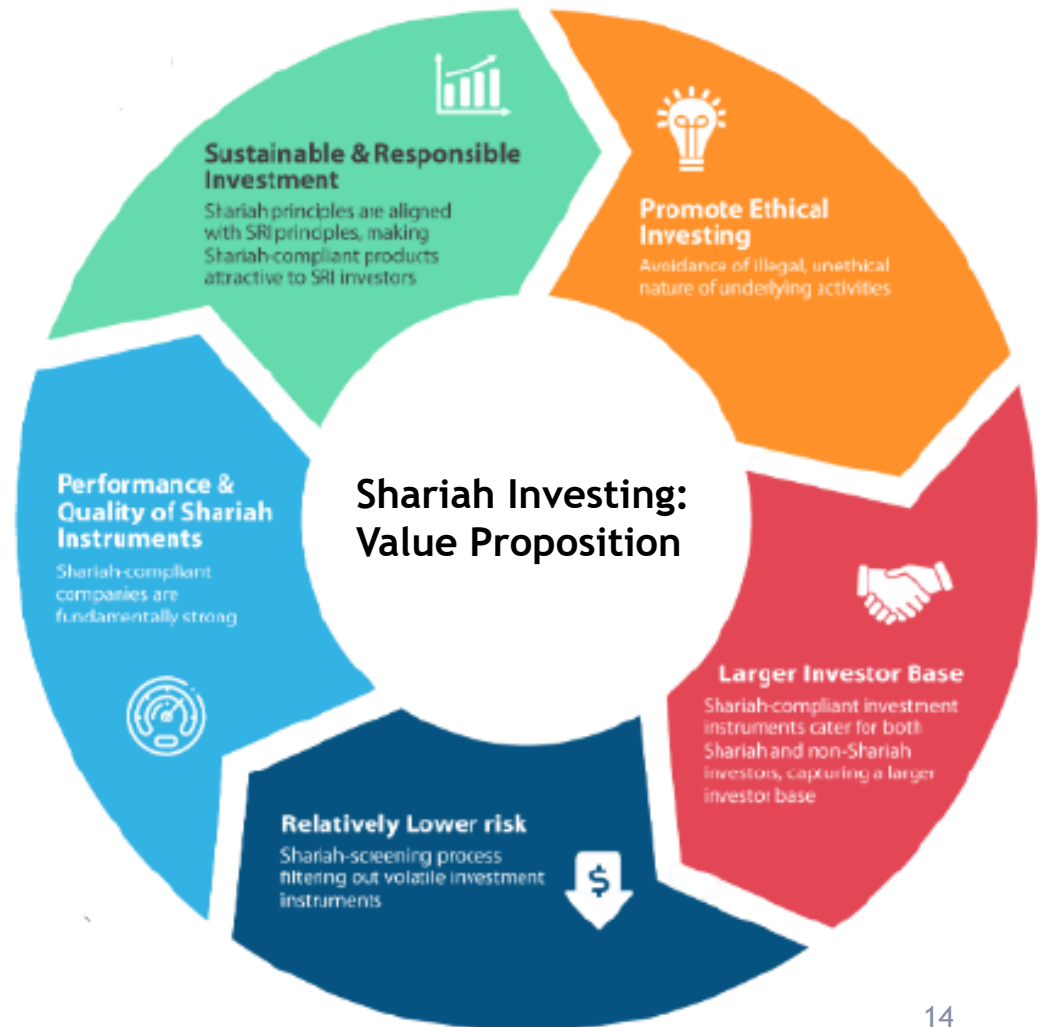 Sustainable & Responsible
Investment
Shariah principles are aligned
with SRI principles, making
Shariah-compliant products
attractive to SRI investors
Promote Ethical
Investing
Avoidance of illegal, unethical
nature of underlying activities
Performance &
Quality of Shariah
Instruments
Shariah-compliant
companies are
fundamentally strong
Shariah Investing:
Value Proposition
Larger Investor Base
Shariah-compliant investment
instruments cater for both
Shariah and non-Shariah
investors, capturing a larger
investor base
Relatively Lower risk
Shariah-screening process
filtering out volatile investment
instruments
$
14